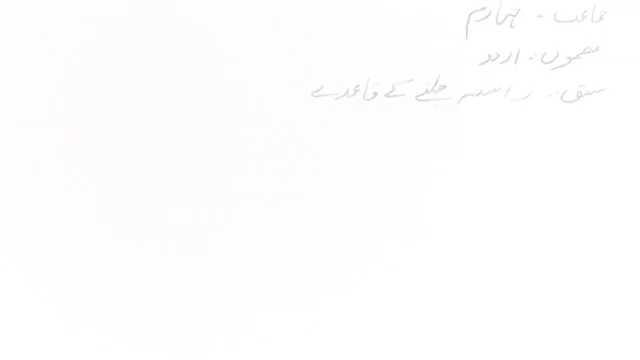 جماعت - چہارم
مضمون :- اردو
سبق :- راستہ چلنے کے قاعدے